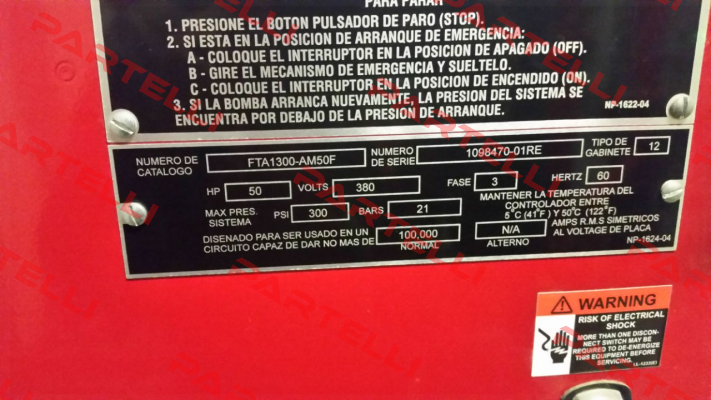 PARA PARAR
1. PRESIONE EL BOTON PULSADOR DE PARO (STOP).
2. SI ESTA EN LA POSICION DE ARRANQUE DE EMERGENCIA:
A - COLOQUE EL INTERRUPTOR EN LA POSICION DE APAGADO (OFF).
B - GIRE EL MECANISMO DE EMERGENCIA Y SUELTELO.
C - COLOQUE EL INTERRUPTOR EN LA POSICION DE ENCENDIDO (ON).
3. SI LA BOMBA ARRANCA NUEVAMENTE, LA PRESION DEL SISTEMA SE
ENCUENTRA POR DEBAJO DE LA PRESION DE ARRANQUE.
NP-1622-04
NUMERO DE CATALOGO FTA1300-AM50F NUMERO DE SERIE 1098470-01RE TIPO DE GABINETE 12
HP 50 VOLTS 380 FASE 3 HERTZ 60
MAX PRES. SISTEMA PSI 300 BARS 21
MANTENER LA TEMPERATURA DEL
CONTROLADOR ENTRE
5°C (41°F) Y 50°C (122°F)
DISENADO PARA SER USADO EN UN
CIRCUITO CAPAZ DE DAR NO MAS DE
100,000
NORMAL
N/A
ALTERNO
AMPS R.M.S SIMETRICOS
AL VOLTAGE DE PLACA
NP-1624-04
WARNING
RISK OF ELECTRICAL
SHOCK
MORE THAN ONE DISCON-
NECT SWITCH MAY BE
REQUIRED TO DE-ENERGIZE
THIS EQUIPMENT BEFORE
SERVICING.
PARTELLI